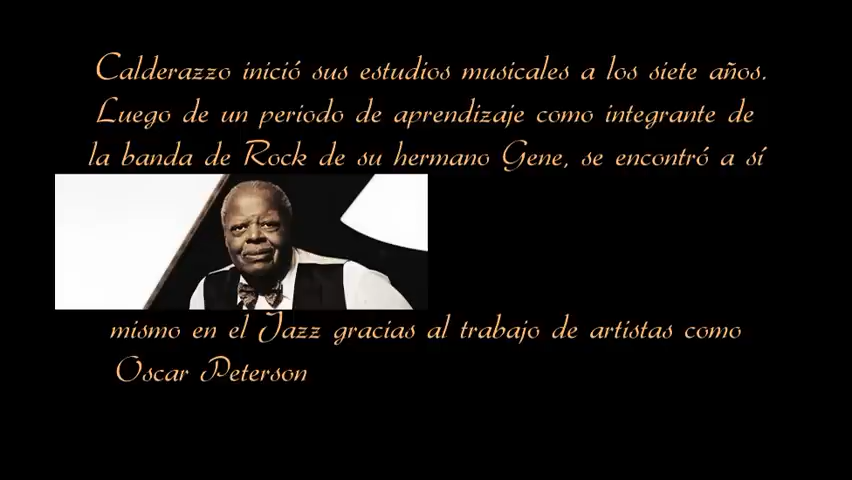 Calderazzo inició sus estudios musicales a los siete años.
Luego de un periodo de aprendizaje como integrante de
la banda de Rock de su hermano Gene, se encontró a sí
mismo en el Jazz gracias al trabajo de artistas como
Oscar Peterson